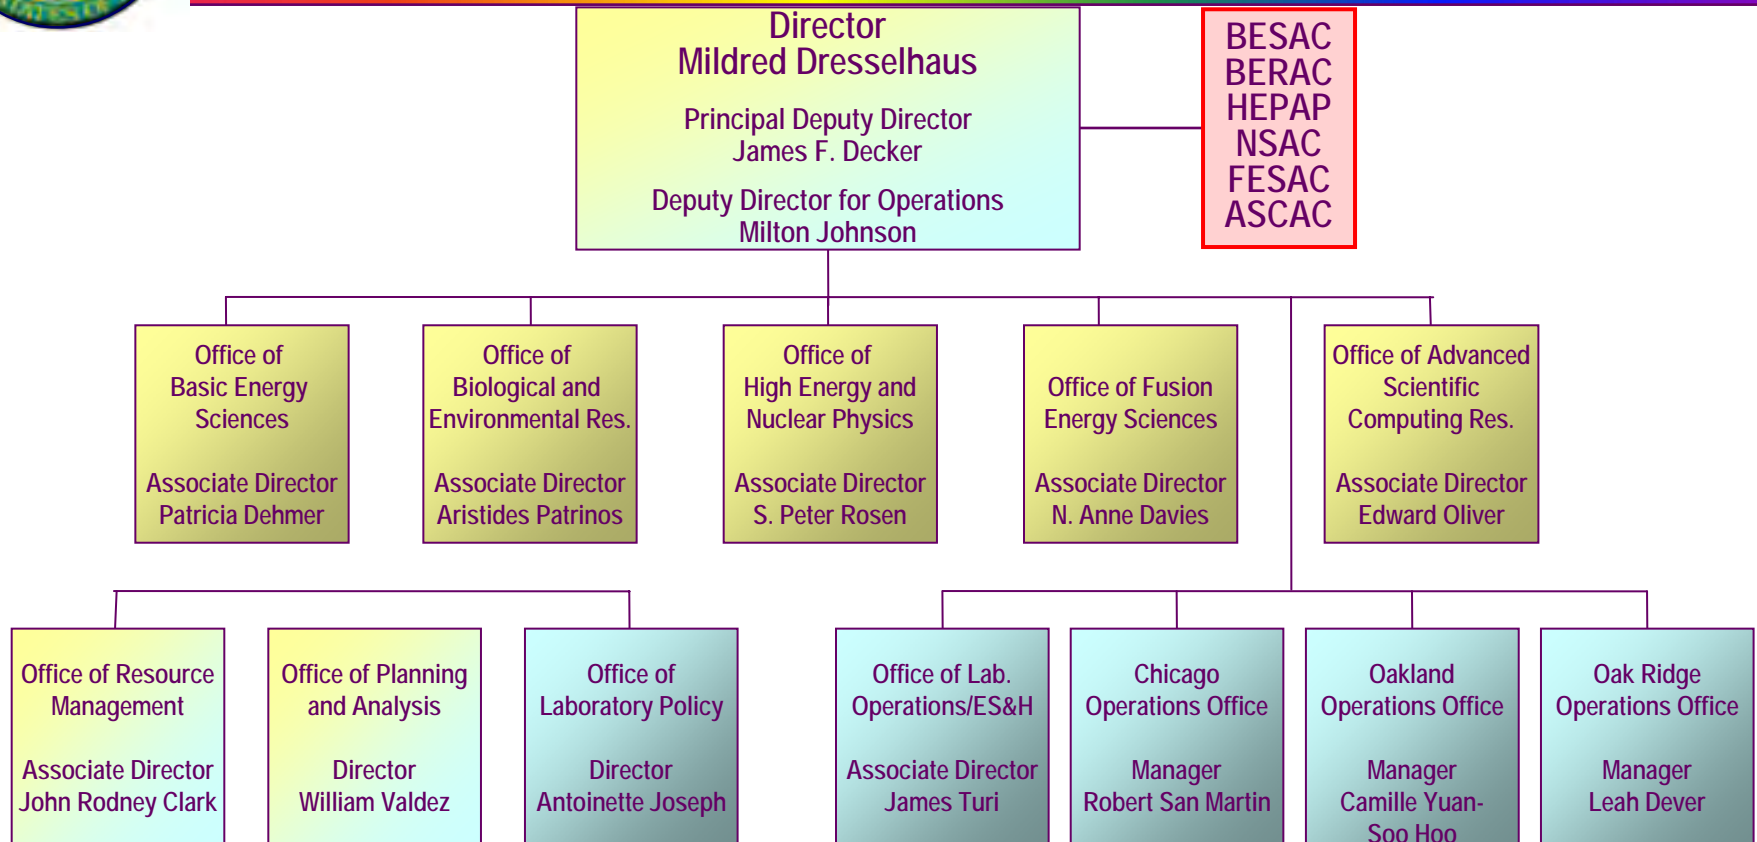 Director
Mildred Dresselhaus
Principal Deputy Director
James F. Decker
Deputy Director for Operations
Milton Johnson
BESAC
BERAC
HEPAP
NSAC
FESAC
ASCAC
Office of
Basic Energy
Sciences
Associate Director
Patricia Dehmer
Office of
Biological and
Environmental Res.
Associate Director
Aristides Patrinos
Office of
High Energy and
Nuclear Physics
Associate Director
S. Peter Rosen
Office of Fusion
Energy Sciences
Associate Director
N. Anne Davies
Office of Advanced
Scientific
Computing Res.
Associate Director
Edward Oliver
Office of Resource
Management
Associate Director
John Rodney Clark
Office of Planning
and Analysis
Director
William Valdez
Office of
Laboratory Policy
Director
Antoinette Joseph
Office of Lab.
Operations/ES&H
Associate Director
James Turi
Chicago
Operations Office
Manager
Robert San Martin
Oakland
Operations Office
Manager
Camille Yuan-
Soo Hoo
Oak Ridge
Operations Office
Manager
Leah Dever